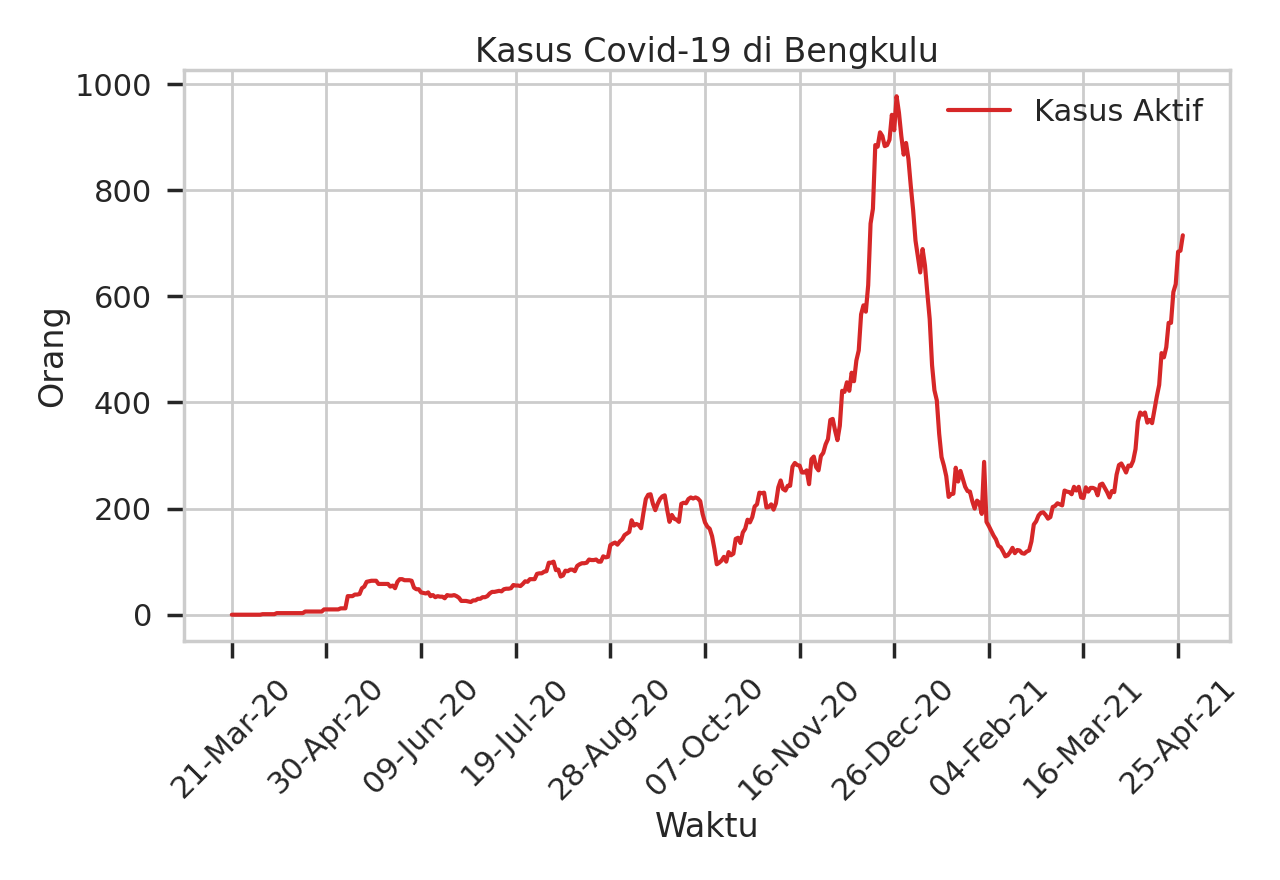 Kasus Covid-19 di Bengkulu
Kasus Aktif
Orang
1000
800
600
400
200
0
21-Mar-20
30-Apr-20
09-Jun-20
19-Jul-20
28-Aug-20
07-Oct-20
16-Nov-20
26-Dec-20
04-Feb-21
16-Mar-21
25-Apr-21
Waktu